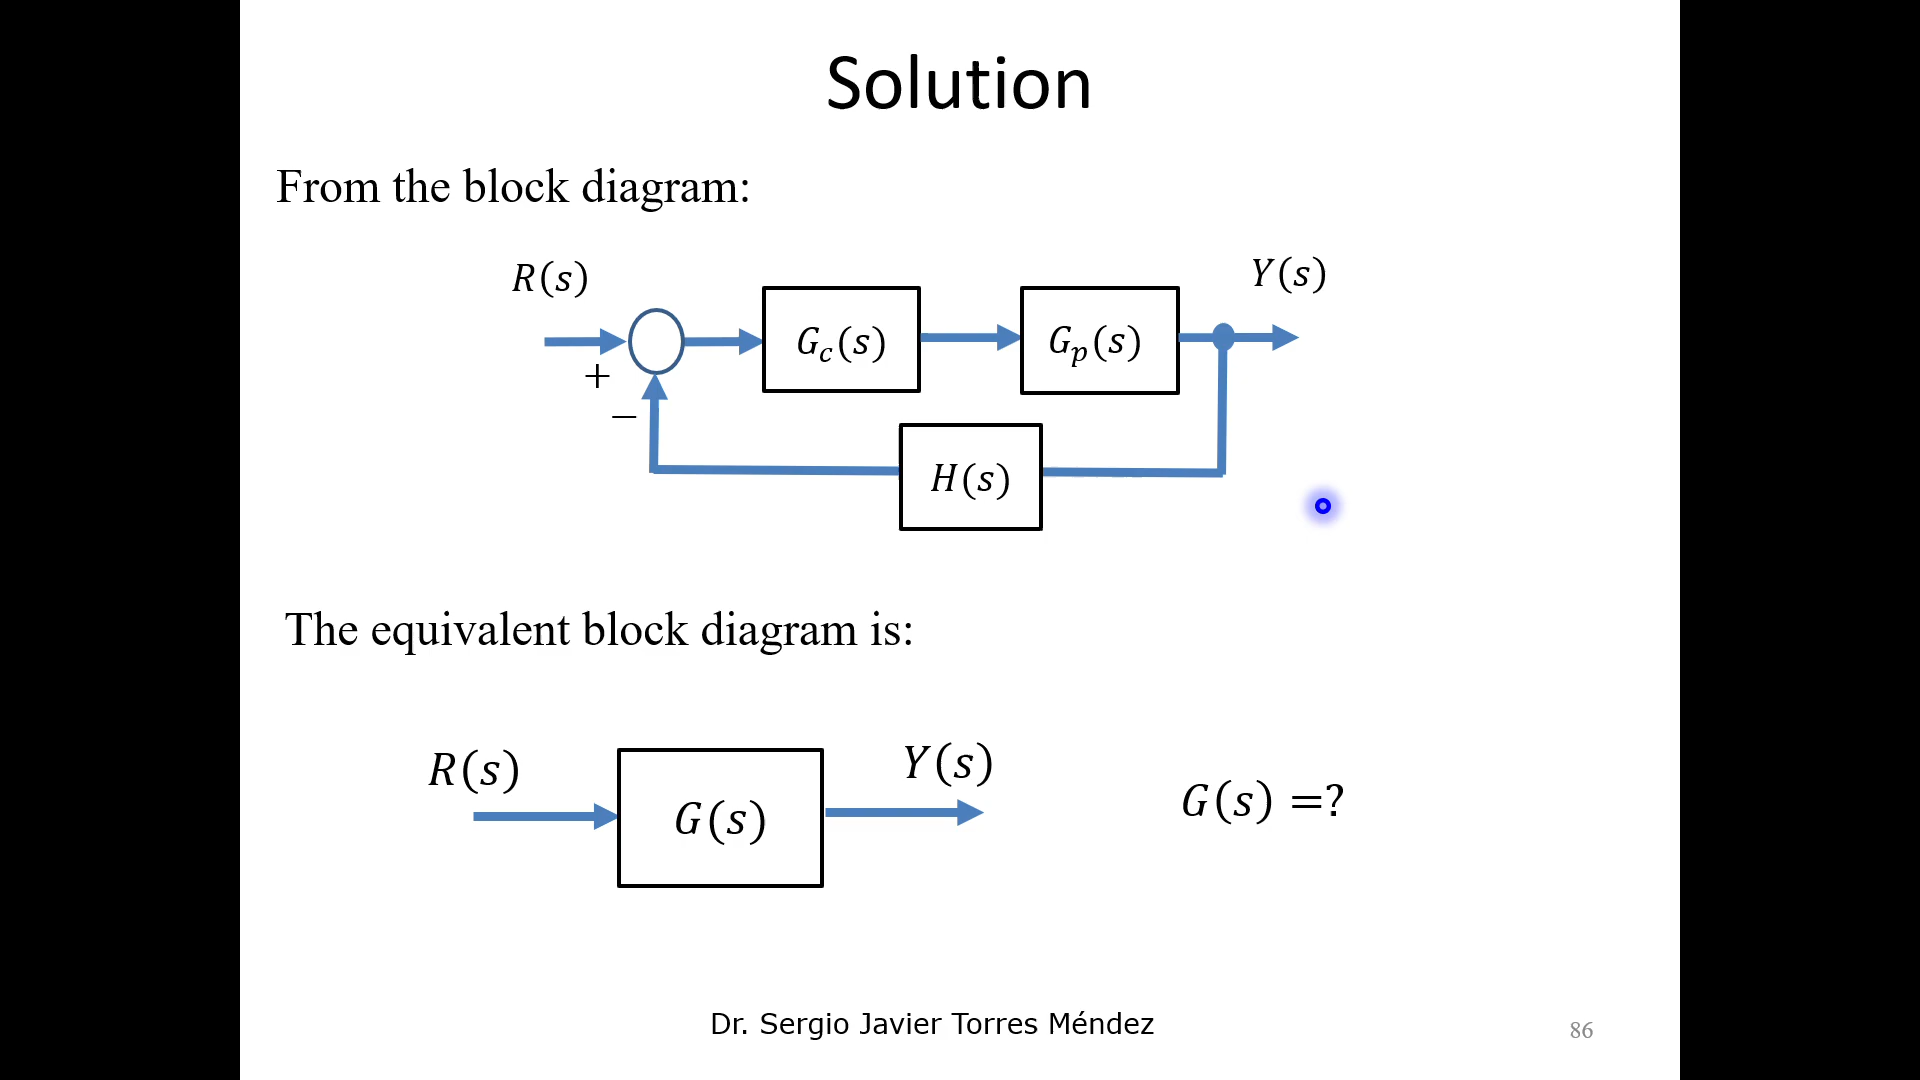 Solution
From the block diagram:
R(s)
Y(s)
G_c(s)
G_p(s)
+
−
H(s)
The equivalent block diagram is:
R(s)
Y(s)
G(s)
G(s) =?
Dr. Sergio Javier Torres Méndez
86